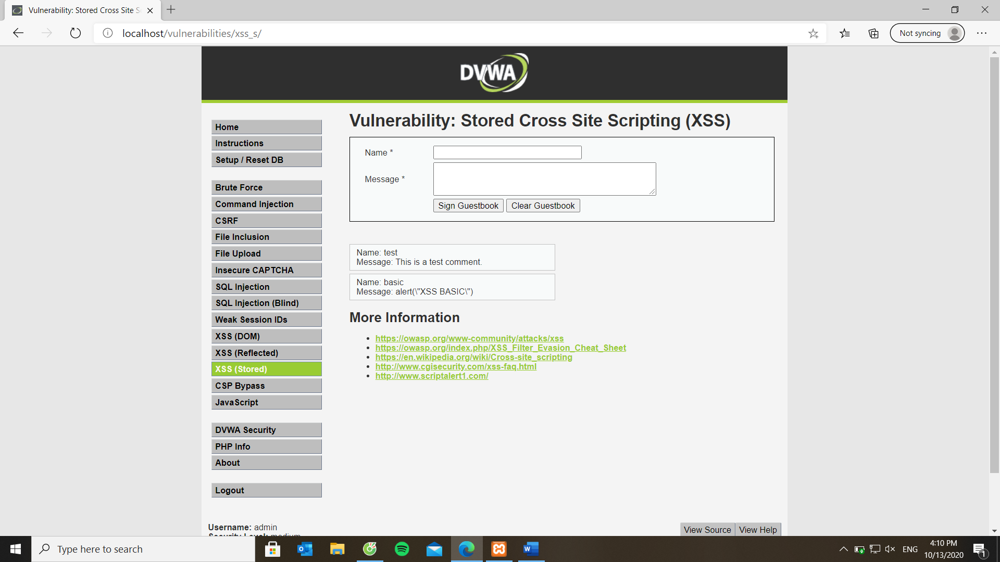 Vulnerability: Stored Cross Site S
localhost/vulnerabilities/xss_s/
Not syncing
DVWA
Home
Instructions
Setup / Reset DB
Brute Force
Command Injection
CSRF
File Inclusion
File Upload
Insecure CAPTCHA
SQL Injection
SQL Injection (Blind)
Weak Session IDs
XSS (DOM)
XSS (Reflected)
XSS (Stored)
CSP Bypass
JavaScript
DVWA Security
PHP Info
About
Logout
Vulnerability: Stored Cross Site Scripting (XSS)
Name *
Message *
Sign Guestbook Clear Guestbook
Name: test
Message: This is a test comment.
Name: basic
Message: alert(\"XSS BASIC\")
More Information
https://owasp.org/www-community/attacks/xss
https://owasp.org/index.php/XSS_Filter_Evasion_Cheat_Sheet
https://en.wikipedia.org/wiki/Cross-site_scripting
http://www.cgisecurity.com/xss-faq.html
http://www.scriptalert1.com/
Username: admin
Security Level: medium
View Source View Help
Type here to search
ENG
4:10 PM
10/13/2020
1